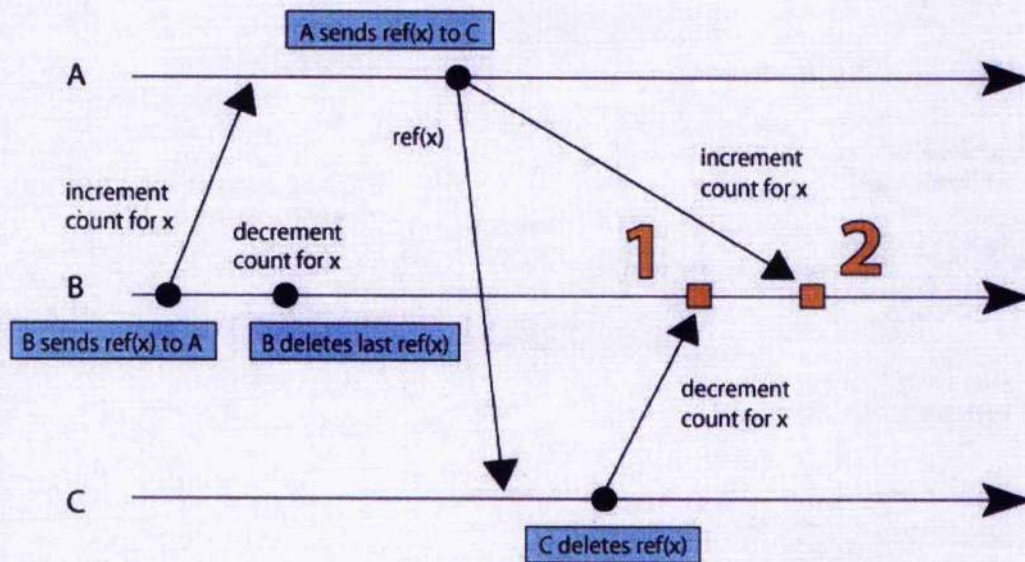 A sends ref(x) to C
A
ref(x)
increment
count for x
increment
count for x
decrement
count for x
1
2
B
B sends ref(x) to A
B deletes last ref(x)
decrement
count for x
C
C deletes ref(x)